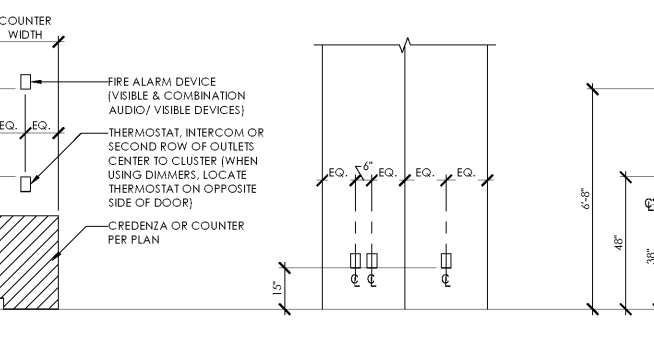 COUNTER
WIDTH
FIRE ALARM DEVICE
(VISIBLE & COMBINATION
AUDIO/ VISIBLE DEVICES)
EQ. EQ.
THERMOSTAT, INTERCOM OR
SECOND ROW OF OUTLETS
CENTER TO CLUSTER (WHEN
USING DIMMERS, LOCATE
THERMOSTAT ON OPPOSITE
SIDE OF DOOR)
CREDENZA OR COUNTER
PER PLAN
6"
EQ. EQ. EQ. EQ.
15"
℄ ℄ ℄
6'-8"
48"
38"
℄